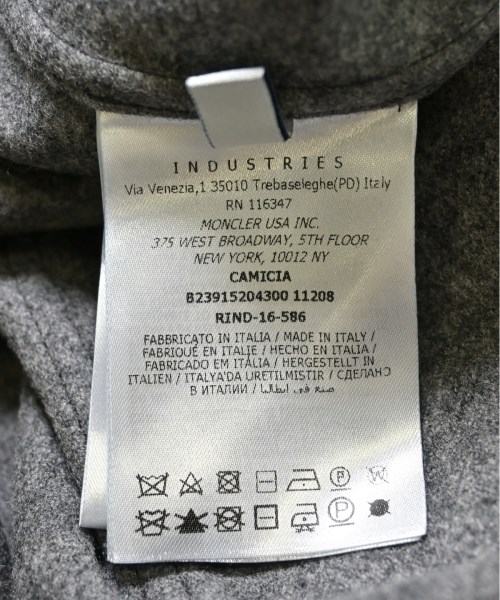 INDUSTRIES
Via Venezia,1 35010 Trebaseleghe(PD) Italy
RN 116347
MONCLER USA INC.
375 WEST BROADWAY, 5TH FLOOR
NEW YORK, 10012 NY
CAMICIA
B23915204300 11208
RIND-16-586
FABBRICATO IN ITALIA / MADE IN ITALY /
FABRIQUÉ EN ITALIE / HECHO EN ITALIA /
FABRICADO EM ITÁLIA / HERGESTELLT IN
ITALIEN / ITALYA'DA URETILMISTIR / СДЕЛАНО
В ИТАЛИИ / صنع في ايطاليا
P W
P